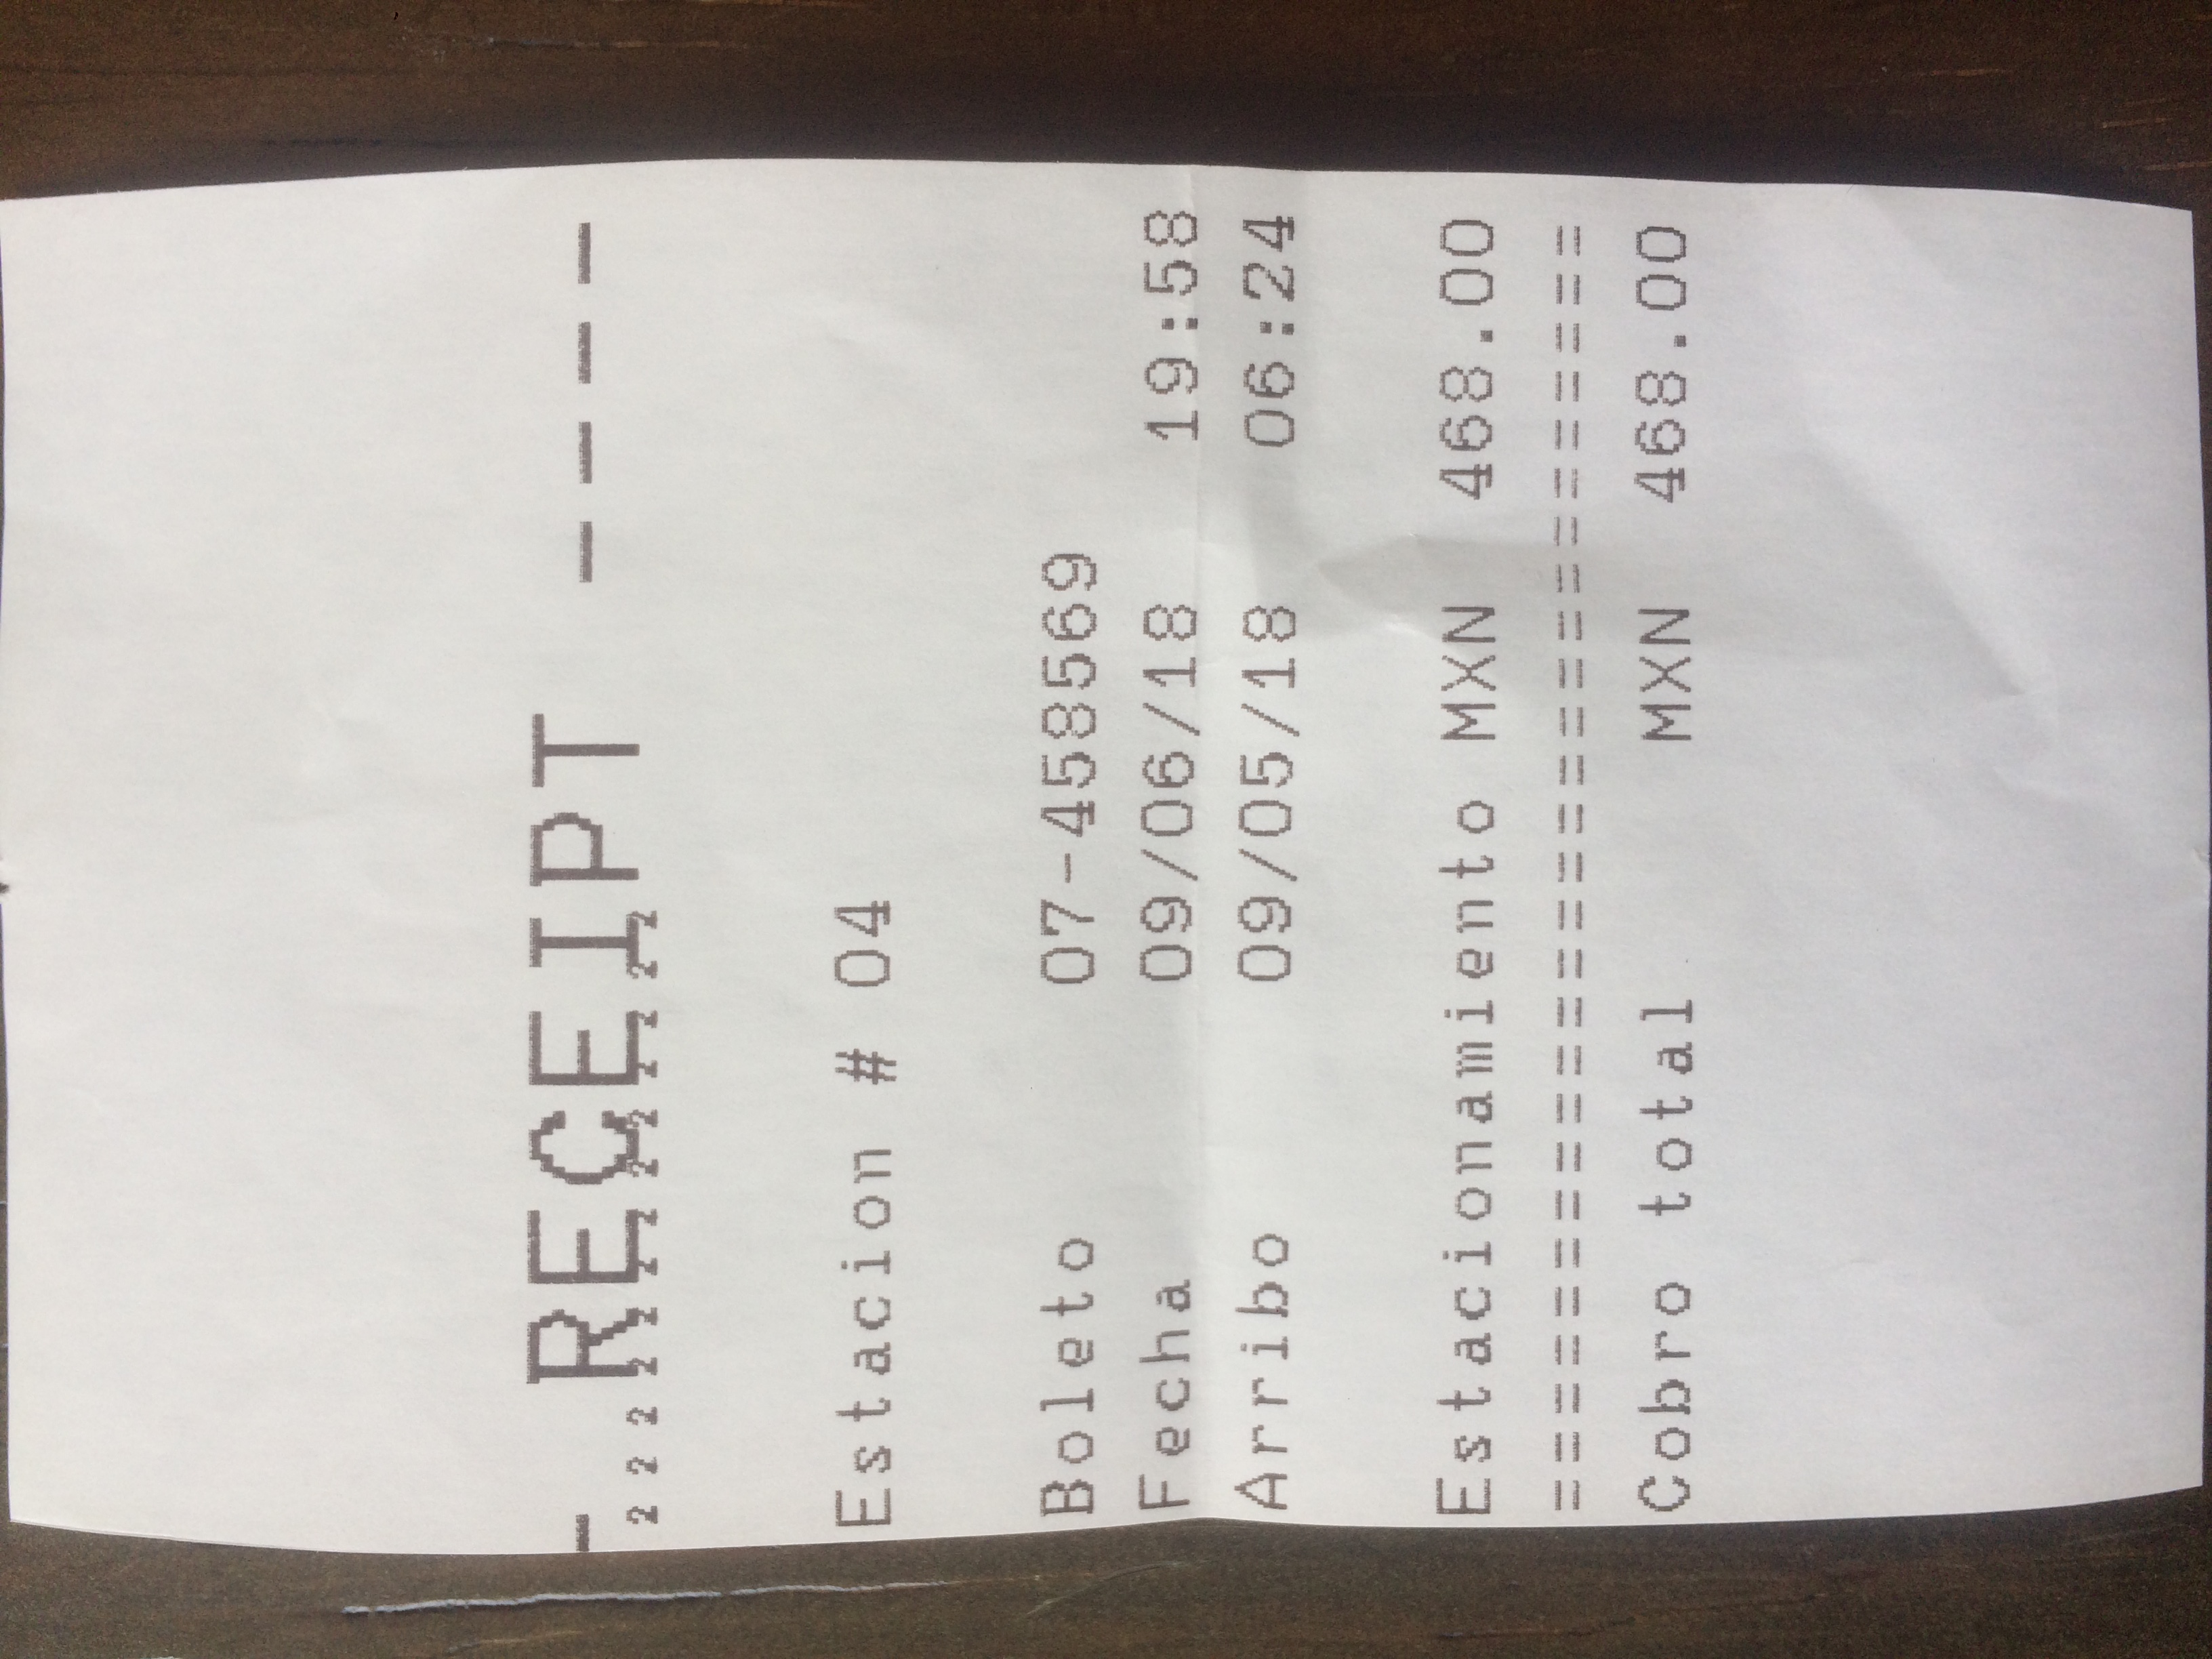 - RECEIPT ----
22222222222222
Estacion # 04
Boleto 07-458569
Fecha 09/06/18 19:58
Arribo 09/05/18 06:24
Estacionamiento MXN 468.00
===========================
Cobro total MXN 468.00